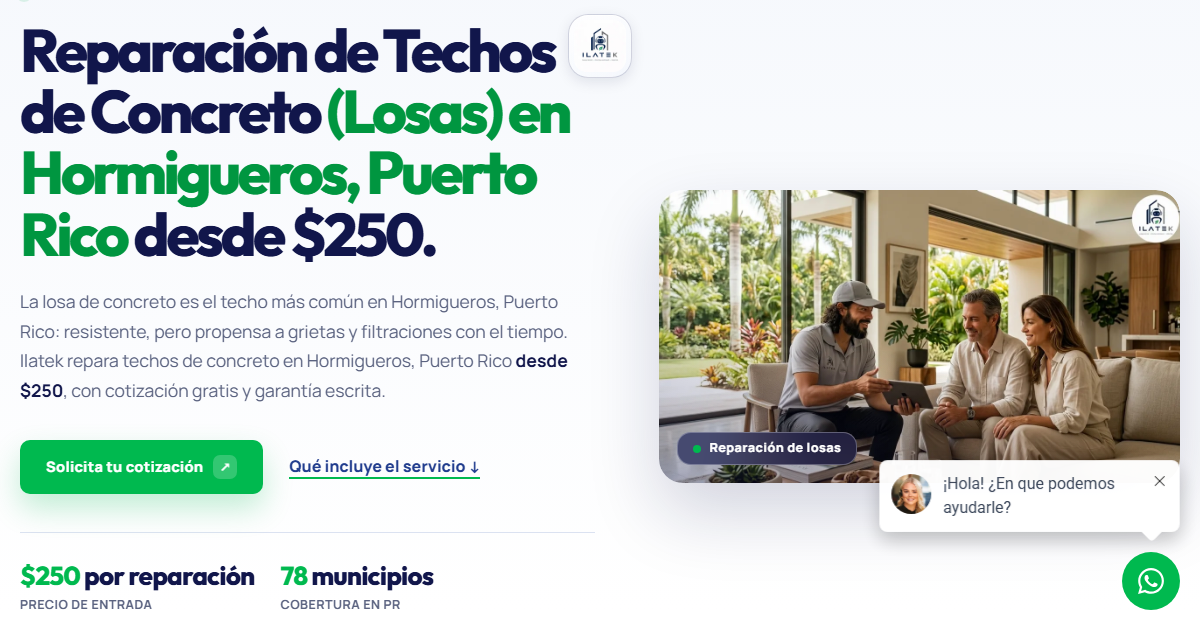 Reparación de Techos
de Concreto (Losas) en
Hormigueros, Puerto
Rico desde $250.
ILATEK
La losa de concreto es el techo más común en Hormigueros, Puerto
Rico: resistente, pero propensa a grietas y filtraciones con el tiempo.
Ilatek repara techos de concreto en Hormigueros, Puerto Rico desde
$250, con cotización gratis y garantía escrita.
Solicita tu cotización ↗
Qué incluye el servicio ↓
$250 por reparación
PRECIO DE ENTRADA
78 municipios
COBERTURA EN PR
ILATEK
Reparación de losas
¡Hola! ¿En que podemos
ayudarle?